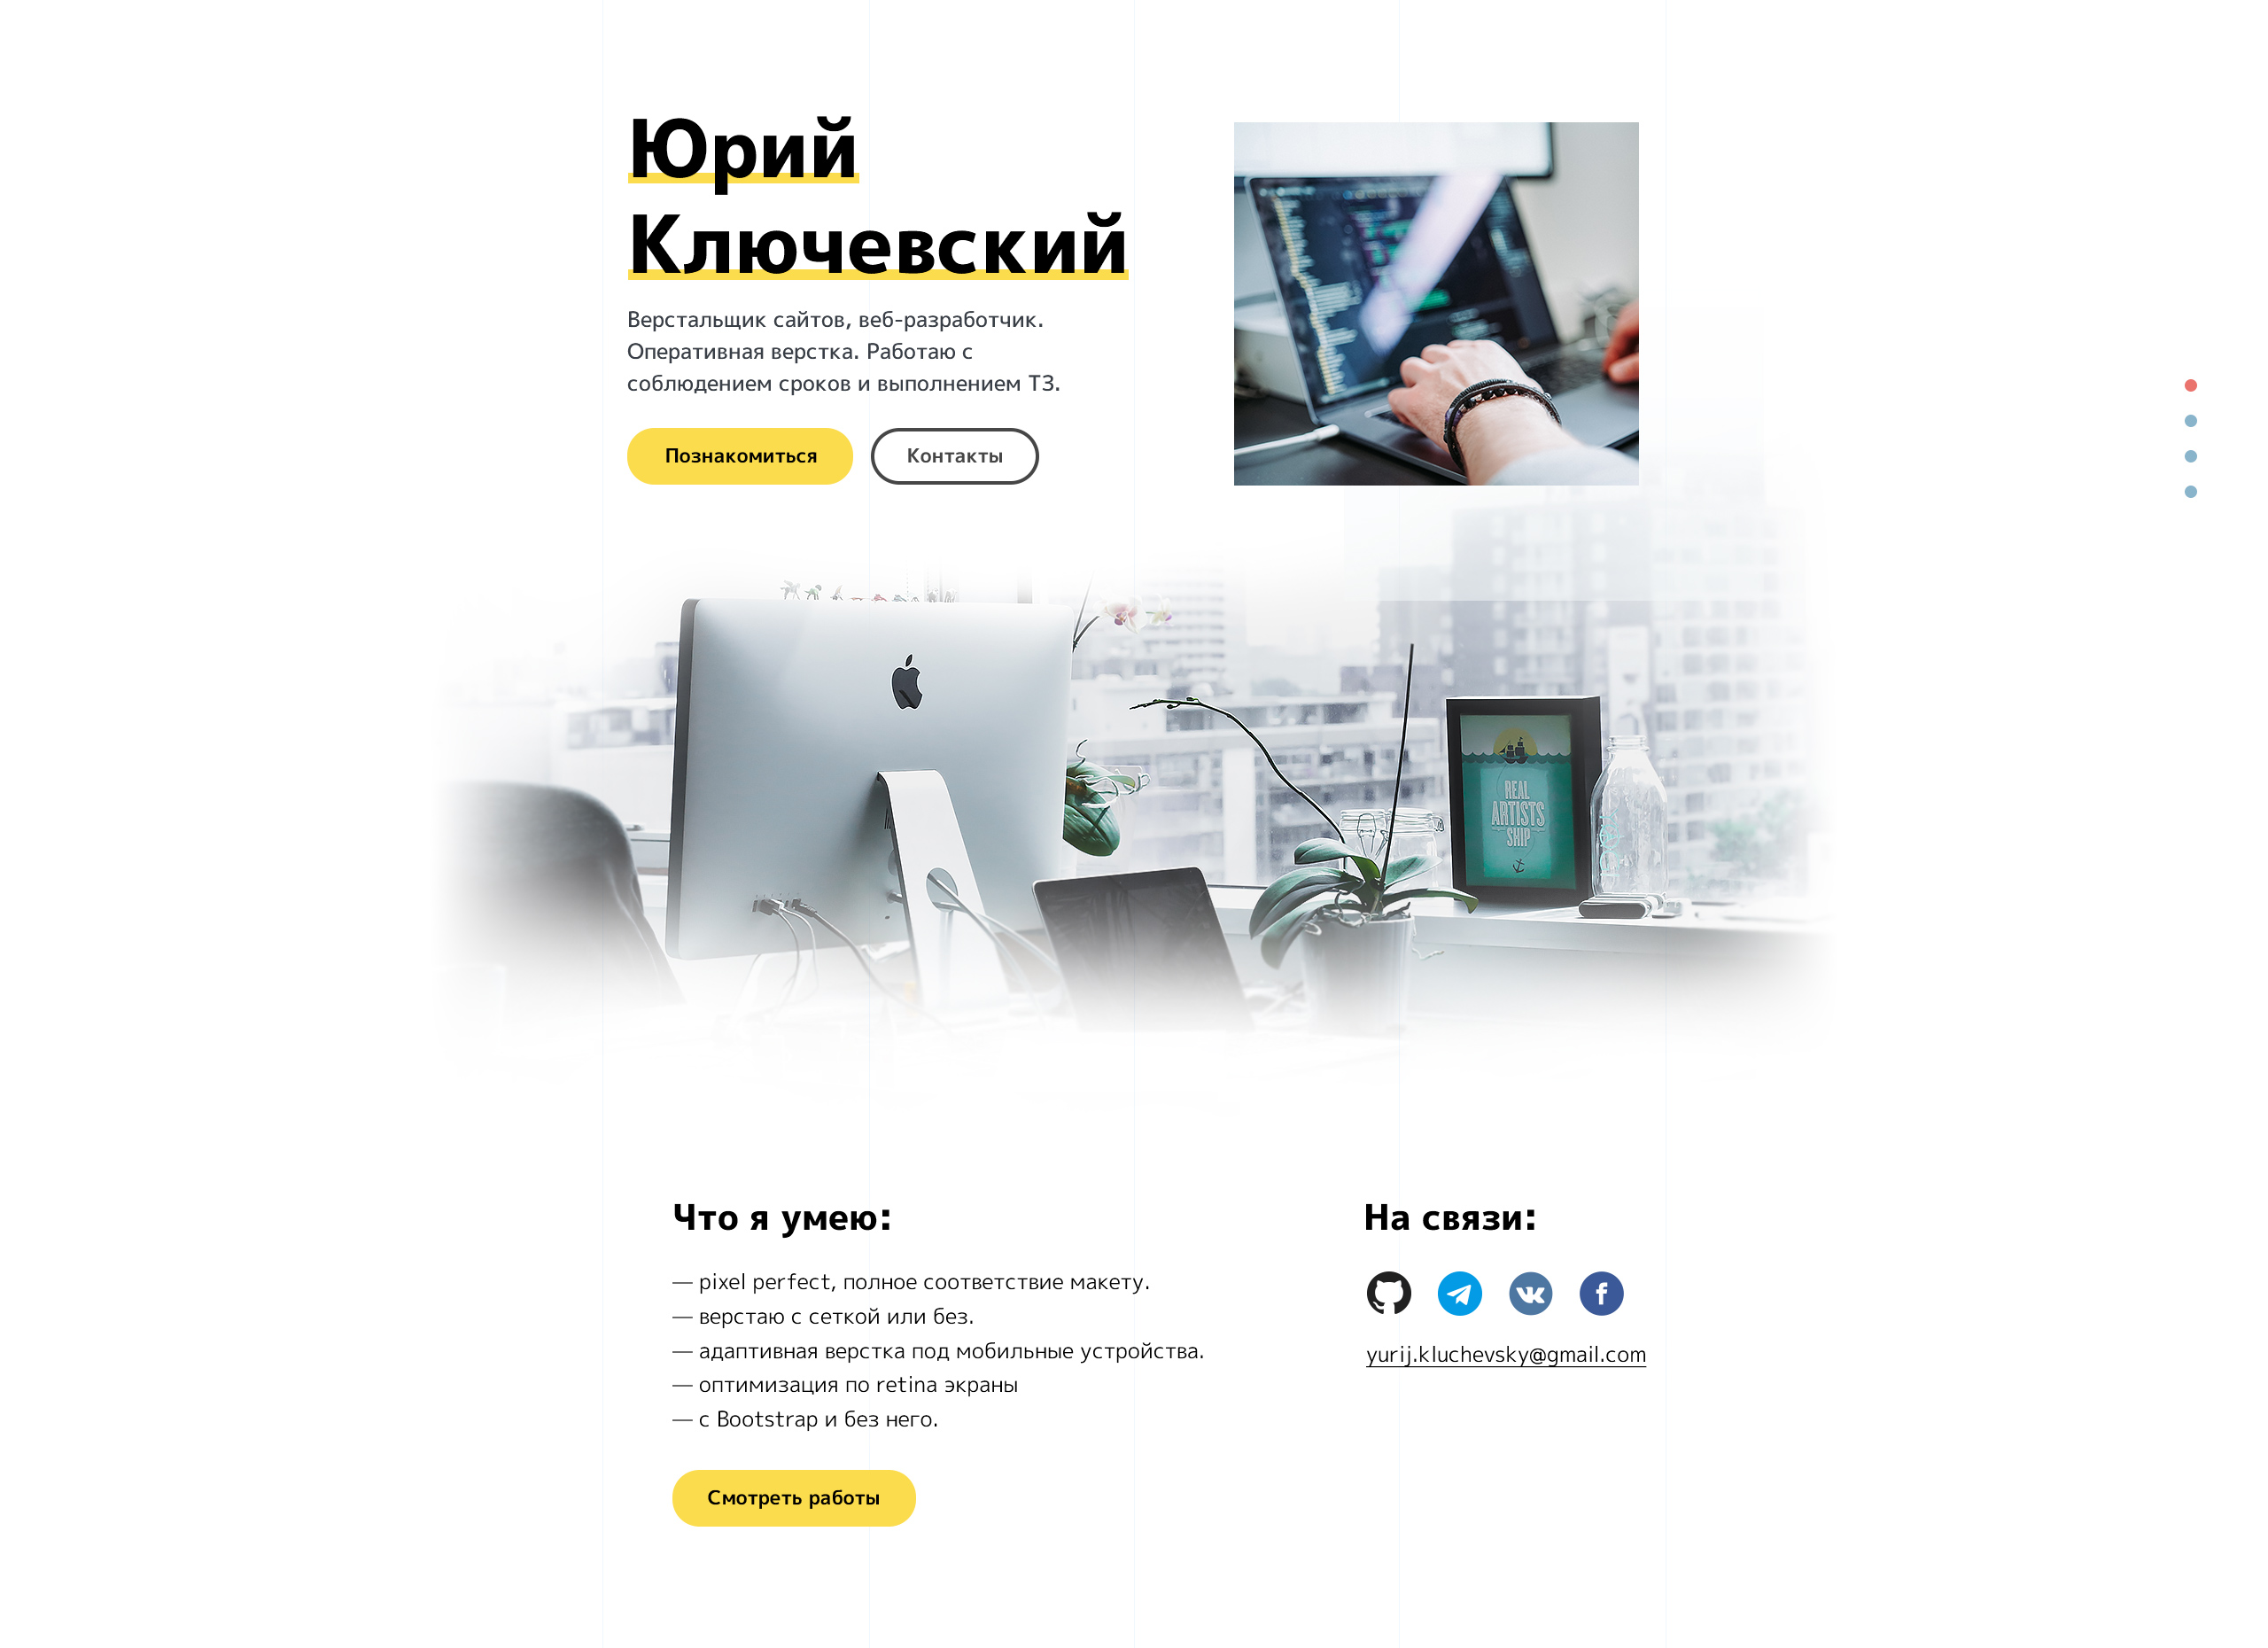 Юрий
Ключевский
Верстальщик сайтов, веб-разработчик.
Оперативная верстка. Работаю с
соблюдением сроков и выполнением ТЗ.
Познакомиться
Контакты
REAL
ARTISTS
SHIP
Что я умею:
— pixel perfect, полное соответствие макету.
— верстаю с сеткой или без.
— адаптивная верстка под мобильные устройства.
— оптимизация по retina экраны
— с Bootstrap и без него.
Смотреть работы
На связи:
yurij.kluchevsky@gmail.com